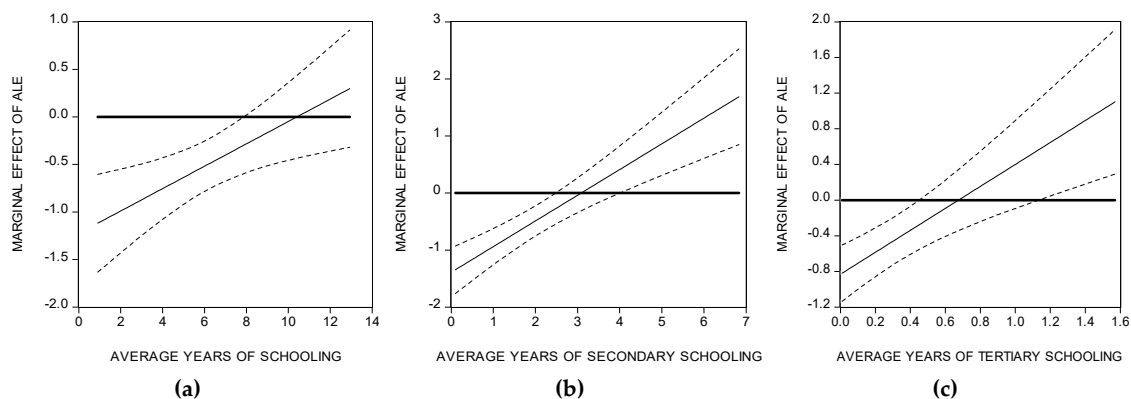 MARGINAL EFFECT OF ALE
1.0
0.5
0.0
-0.5
-1.0
-1.5
-2.0
0 2 4 6 8 10 12 14
AVERAGE YEARS OF SCHOOLING
(a)
MARGINAL EFFECT OF ALE
3
2
1
0
-1
-2
0 1 2 3 4 5 6 7
AVERAGE YEARS OF SECONDARY SCHOOLING
(b)
MARGINAL EFFECT OF ALE
2.0
1.6
1.2
0.8
0.4
0.0
-0.4
-0.8
-1.2
0.0 0.2 0.4 0.6 0.8 1.0 1.2 1.4 1.6
AVERAGE YEARS OF TERTIARY SCHOOLING
(c)